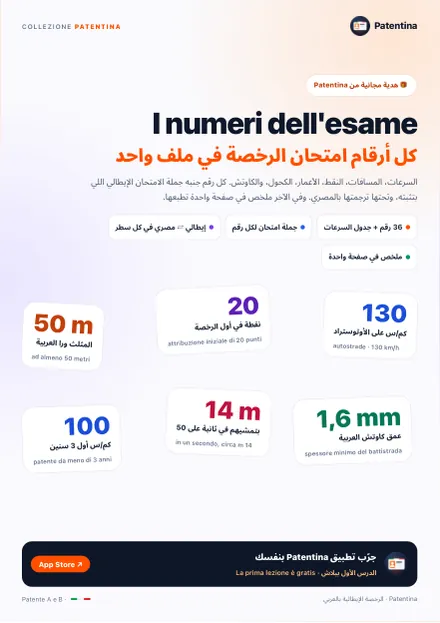 COLLEZIONE PATENTINA
Patentina
هدية مجانية من Patentina
I numeri dell'esame
كل أرقام امتحان الرخصة في ملف واحد
السرعات، المسافات، النقط، الأعمار، الكحول، والكاوتش. كل رقم جنبه جملة الامتحان الإيطالي اللي
بتثبته، وتحتها ترجمتها بالمصري. وفي الآخر ملخص في صفحة واحدة تطبعها.
36 رقم + جدول السرعات
جملة امتحان لكل رقم
إيطالي مصري في كل سطر
ملخص في صفحة واحدة
130
كم/س على الأوتوستراد
autostrade · 130 km/h
20
نقطة في أول الرخصة
attribuzione iniziale di 20 punti
50 m
المثلث ورا العربية
ad almeno 50 metri
1,6 mm
عمق كاوتش العربية
spessore minimo del battistrada
14 m
بتمشيهم في ثانية على 50
in un secondo, circa m 14
100
كم/س أول 3 سنين
patente da meno di 3 anni
جرّب تطبيق Patentina بنفسك
الدرس الأول ببلاش · La prima lezione è gratis
App Store ↗
Patentina · الرخصة الإيطالية بالعربي
Patente A e B ·